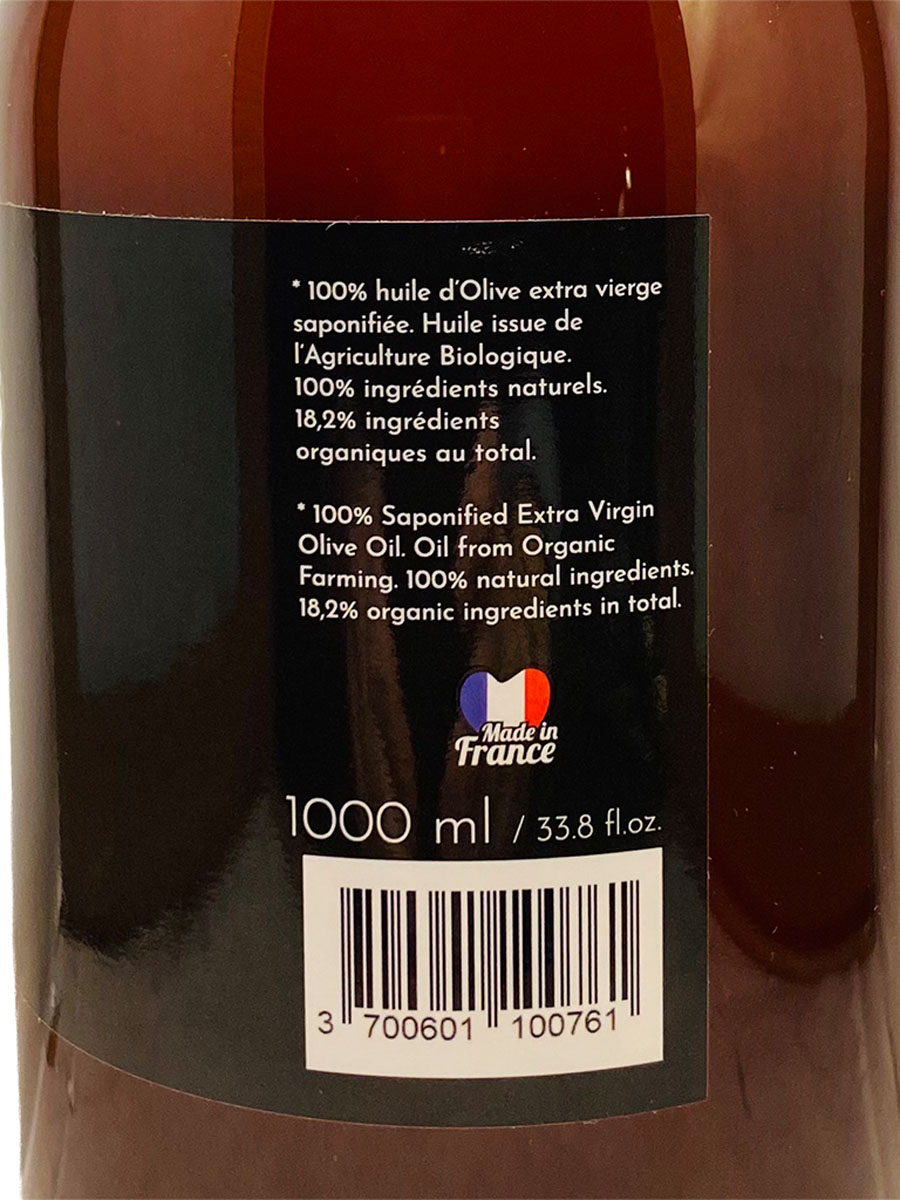 * 100% huile d'Olive extra vierge
saponifiée. Huile issue de
l'Agriculture Biologique.
100% ingrédients naturels.
18,2% ingrédients
organiques au total.
* 100% Saponified Extra Virgin
Olive Oil. Oil from Organic
Farming. 100% natural ingredients.
18,2% organic ingredients in total.
Made in
France
1000 ml / 33.8 fl.oz.
3 700601 100761